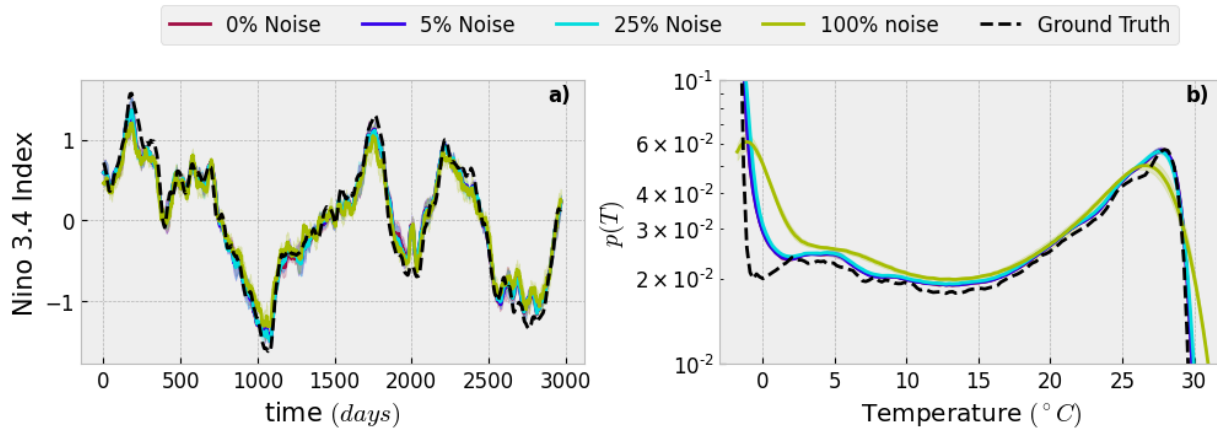 0% Noise 5% Noise 25% Noise 100% noise Ground Truth
a)
Nino 3.4 Index
1
0
−1
0 500 1000 1500 2000 2500 3000
time (days)
b)
p(T)
10⁻¹
6 × 10⁻²
4 × 10⁻²
3 × 10⁻²
2 × 10⁻²
10⁻²
0 5 10 15 20 25 30
Temperature (°C)